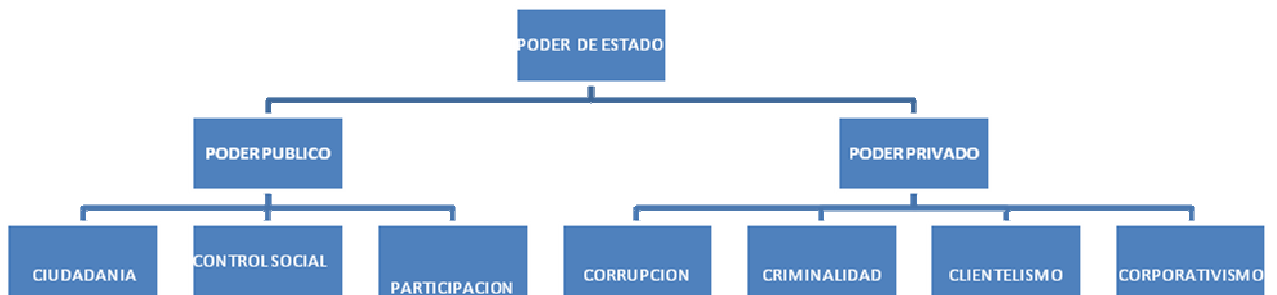 PODER DE ESTADO
PODER PUBLICO
PODER PRIVADO
CIUDADANIA
CONTROL SOCIAL
PARTICIPACION
CORRUPCION
CRIMINALIDAD
CLIENTELISMO
CORPORATIVISMO